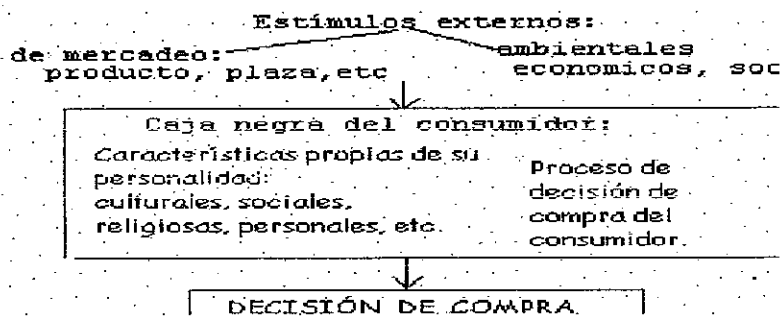 Estímulos externos:
de mercadeo: ambientales
producto, plaza,etc economicos, soc
Caja negra del consumidor:
Características propias de su
personalidad:
culturales, sociales,
religiosas, personales, etc.
Proceso de
decisión de
compra del
consumidor.
DECISIÓN DE COMPRA